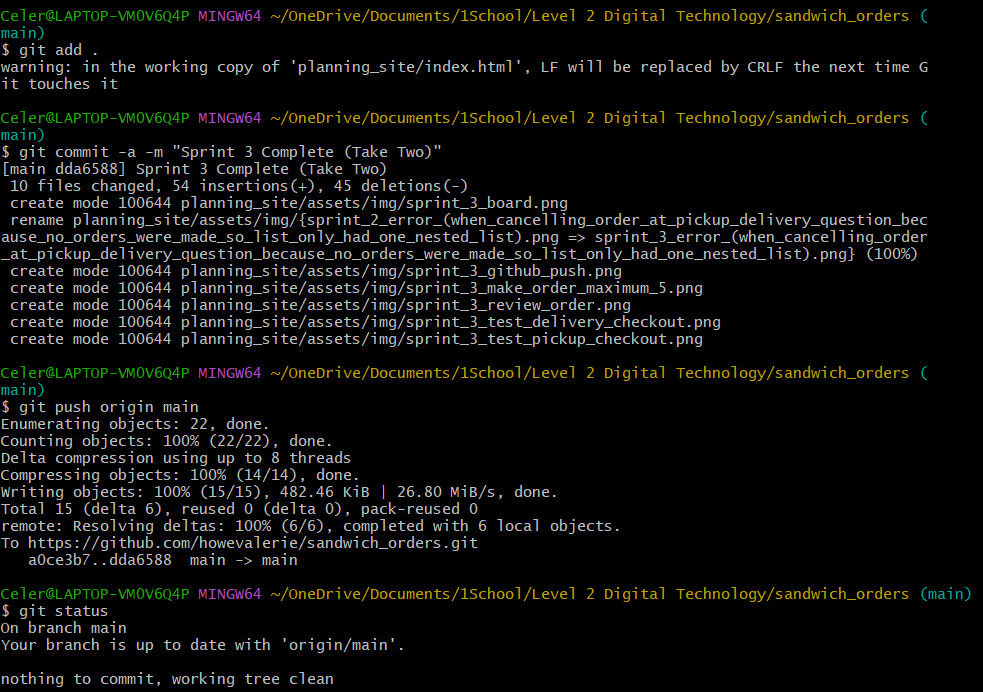 Celer@LAPTOP-VMOV6Q4P MINGW64 ~/OneDrive/Documents/1School/Level 2 Digital Technology/sandwich_orders (
main)
$ git add .
warning: in the working copy of 'planning_site/index.html', LF will be replaced by CRLF the next time G
it touches it
Celer@LAPTOP-VMOV6Q4P MINGW64 ~/OneDrive/Documents/1School/Level 2 Digital Technology/sandwich_orders (
main)
$ git commit -a -m "Sprint 3 Complete (Take Two)"
[main dda6588] Sprint 3 Complete (Take Two)
 10 files changed, 54 insertions(+), 45 deletions(-)
 create mode 100644 planning_site/assets/img/sprint_3_board.png
 rename planning_site/assets/img/{sprint_2_error_(when_cancelling_order_at_pickup_delivery_question_bec
ause_no_orders_were_made_so_list_only_had_one_nested_list).png => sprint_3_error_(when_cancelling_order
_at_pickup_delivery_question_because_no_orders_were_made_so_list_only_had_one_nested_list).png} (100%)
 create mode 100644 planning_site/assets/img/sprint_3_github_push.png
 create mode 100644 planning_site/assets/img/sprint_3_make_order_maximum_5.png
 create mode 100644 planning_site/assets/img/sprint_3_review_order.png
 create mode 100644 planning_site/assets/img/sprint_3_test_delivery_checkout.png
 create mode 100644 planning_site/assets/img/sprint_3_test_pickup_checkout.png
Celer@LAPTOP-VMOV6Q4P MINGW64 ~/OneDrive/Documents/1School/Level 2 Digital Technology/sandwich_orders (
main)
$ git push origin main
Enumerating objects: 22, done.
Counting objects: 100% (22/22), done.
Delta compression using up to 8 threads
Compressing objects: 100% (14/14), done.
Writing objects: 100% (15/15), 482.46 KiB | 26.80 MiB/s, done.
Total 15 (delta 6), reused 0 (delta 0), pack-reused 0
remote: Resolving deltas: 100% (6/6), completed with 6 local objects.
To https://github.com/howevalerie/sandwich_orders.git
   a0ce3b7..dda6588  main -> main
Celer@LAPTOP-VMOV6Q4P MINGW64 ~/OneDrive/Documents/1School/Level 2 Digital Technology/sandwich_orders (main)
$ git status
On branch main
Your branch is up to date with 'origin/main'.
nothing to commit, working tree clean